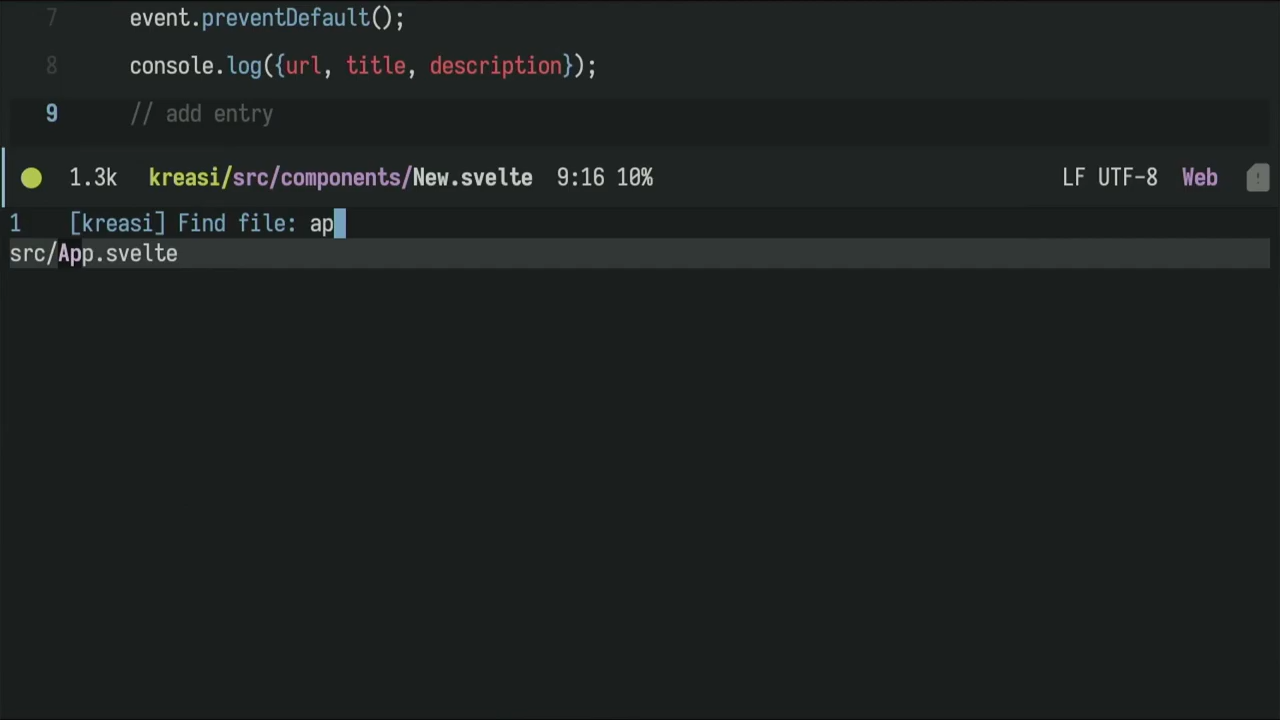 7 event.preventDefault();
8 console.log({url, title, description});
9 // add entry
1.3k kreasi/src/components/New.svelte 9:16 10% LF UTF-8 Web
1 [kreasi] Find file: ap
src/App.svelte